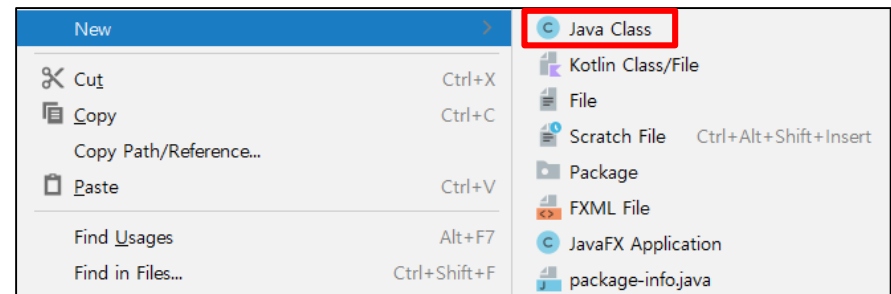 New
Cut Ctrl+X
Copy Ctrl+C
Copy Path/Reference...
Paste Ctrl+V
Find Usages Alt+F7
Find in Files... Ctrl+Shift+F
Java Class
Kotlin Class/File
File
Scratch File Ctrl+Alt+Shift+Insert
Package
FXML File
JavaFX Application
package-info.java